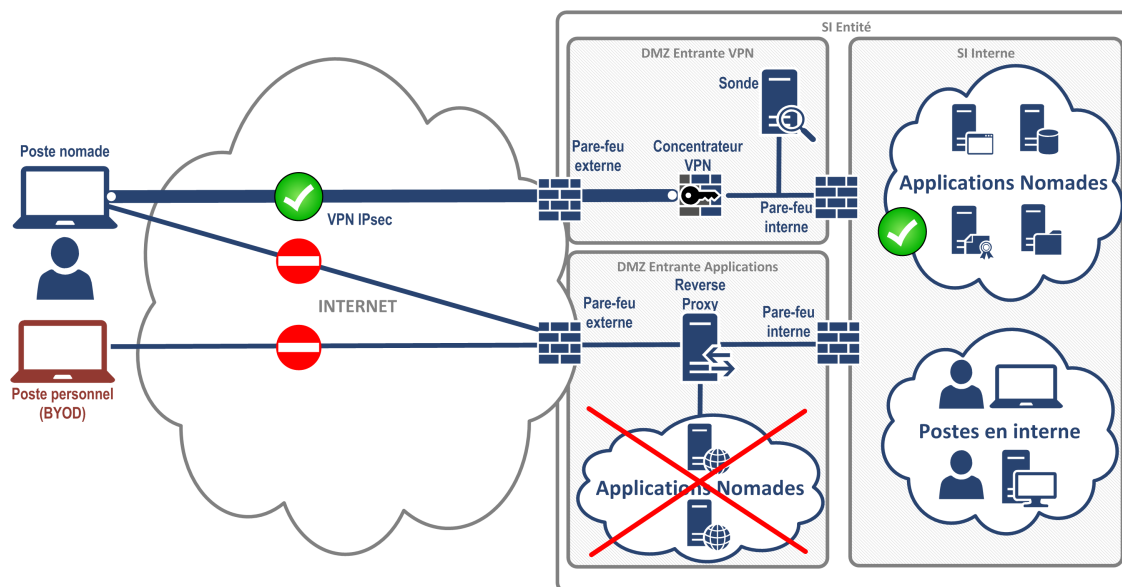 SI Entité
DMZ Entrante VPN
SI Interne
Sonde
Poste nomade
Pare-feu
externe
Concentrateur
VPN
Applications Nomades
VPN IPsec
Pare-feu
interne
DMZ Entrante Applications
Reverse
Proxy
INTERNET
Pare-feu
externe
Pare-feu
interne
Poste personnel
(BYOD)
Postes en interne
Applications Nomades